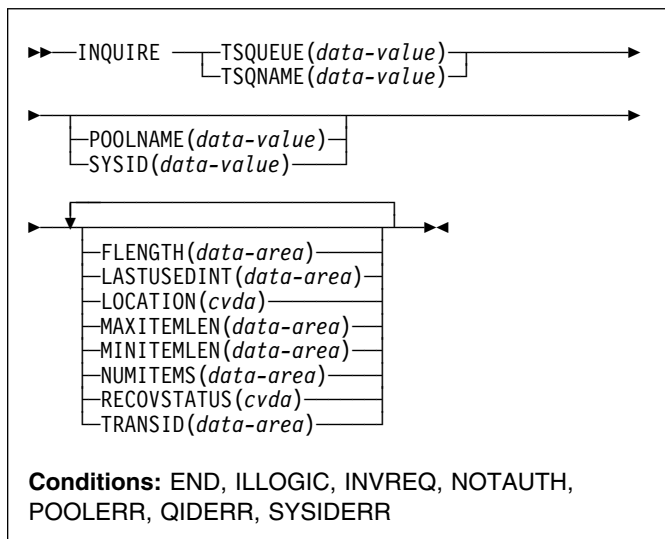 INQUIRE TSQUEUE(data-value)
TSQNAME(data-value)
POOLNAME(data-value)
SYSID(data-value)
FLENGTH(data-area)
LASTUSEDINT(data-area)
LOCATION(cvda)
MAXITEMLEN(data-area)
MINITEMLEN(data-area)
NUMITEMS(data-area)
RECOVSTATUS(cvda)
TRANSID(data-area)
Conditions: END, ILLOGIC, INVREQ, NOTAUTH,
POOLERR, QIDERR, SYSIDERR